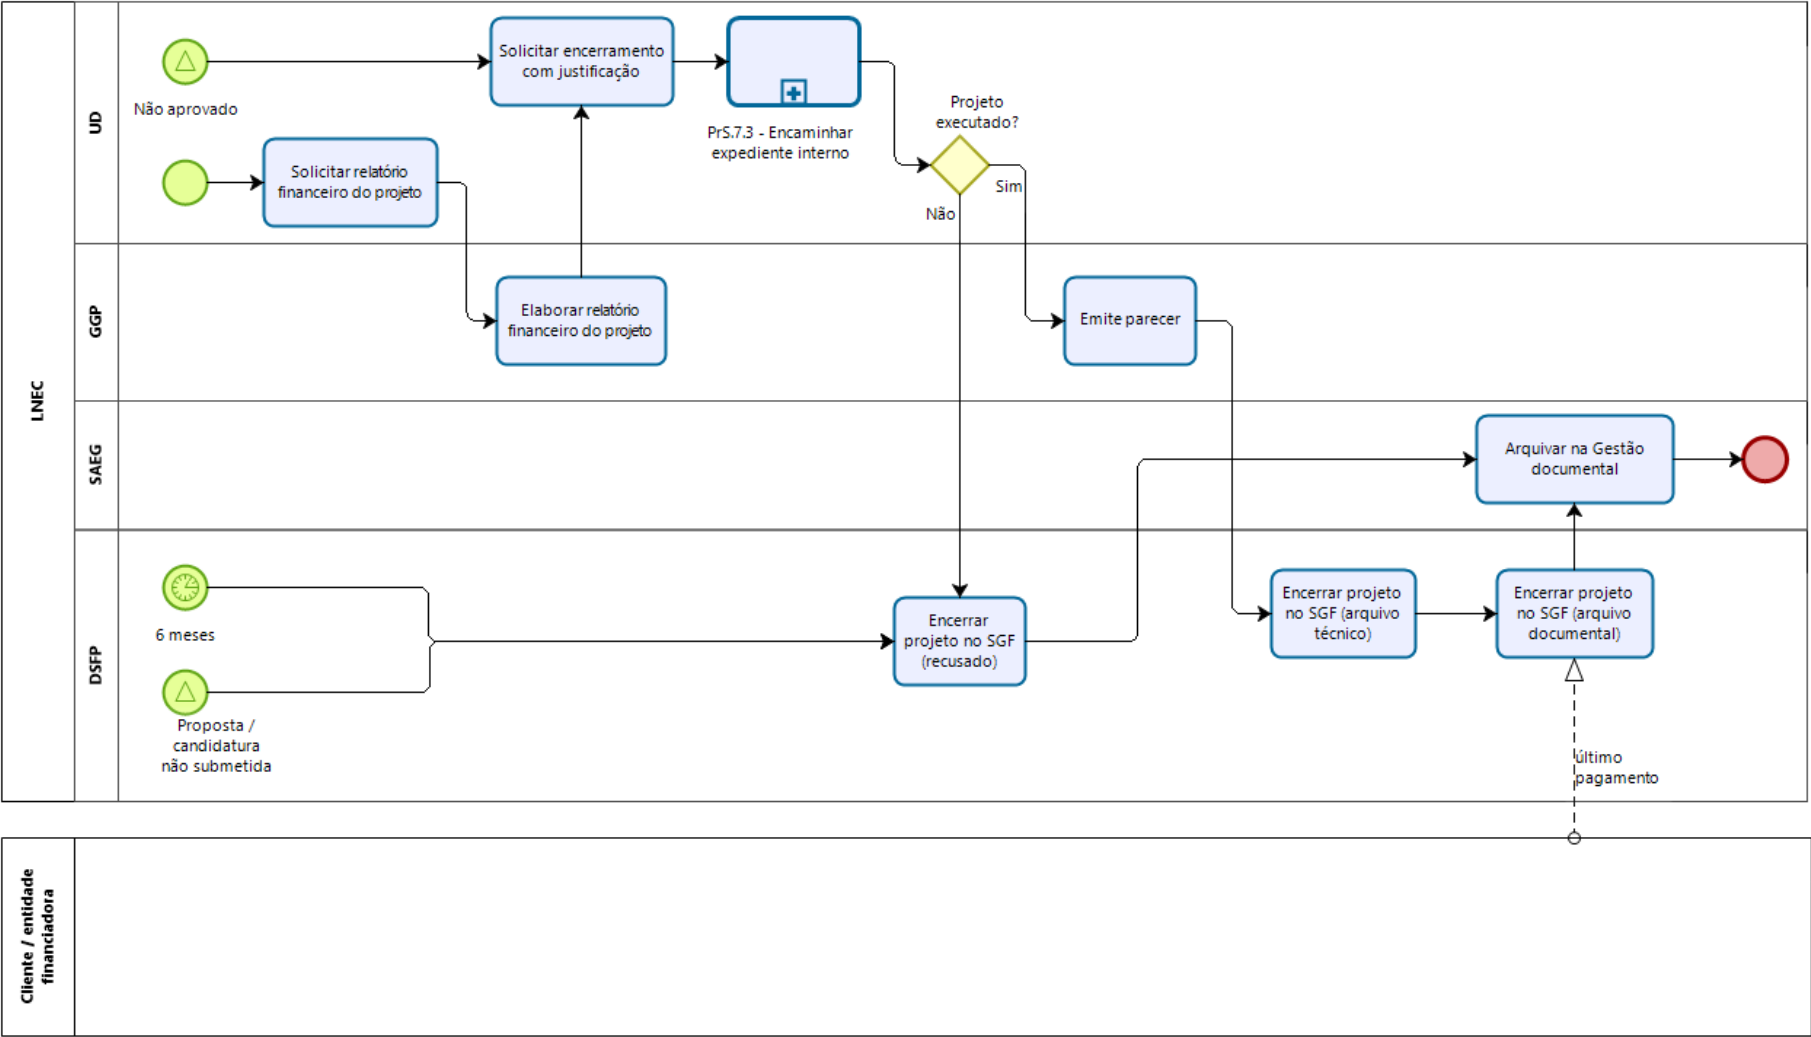 LNEC
UD
Não aprovado
Solicitar encerramento
com justificação
PrS.7.3 - Encaminhar
expediente interno
Projeto
executado?
Sim
Não
Solicitar relatório
financeiro do projeto
GGP
Elaborar relatório
financeiro do projeto
Emite parecer
SAEG
Arquivar na Gestão
documental
DSFP
6 meses
Proposta /
candidatura
não submetida
Encerrar
projeto no SGF
(recusado)
Encerrar projeto
no SGF (arquivo
técnico)
Encerrar projeto
no SGF (arquivo
documental)
último
pagamento
Cliente / entidade
financiadora